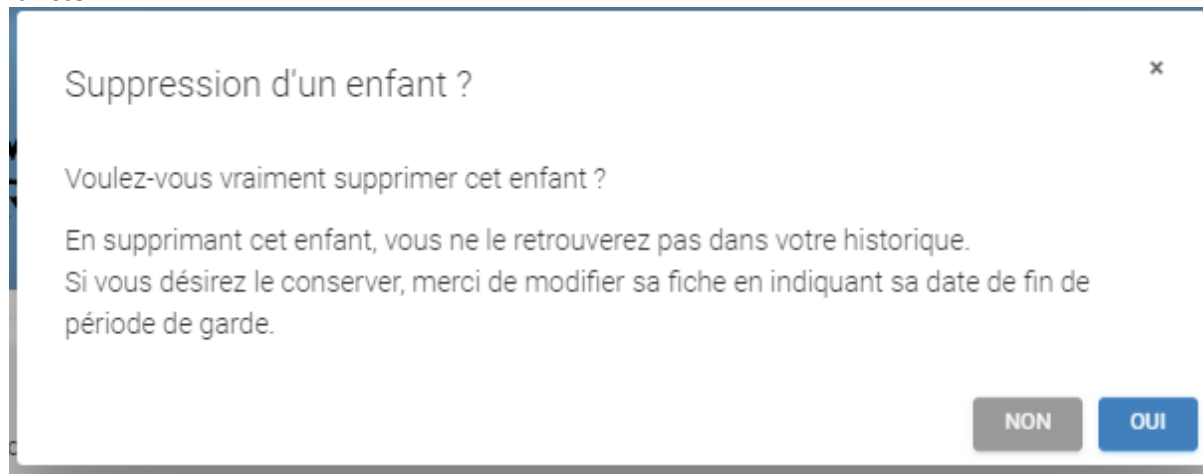 Suppression d'un enfant ?
×
Voulez-vous vraiment supprimer cet enfant ?
En supprimant cet enfant, vous ne le retrouverez pas dans votre historique.
Si vous désirez le conserver, merci de modifier sa fiche en indiquant sa date de fin de
période de garde.
NON
OUI